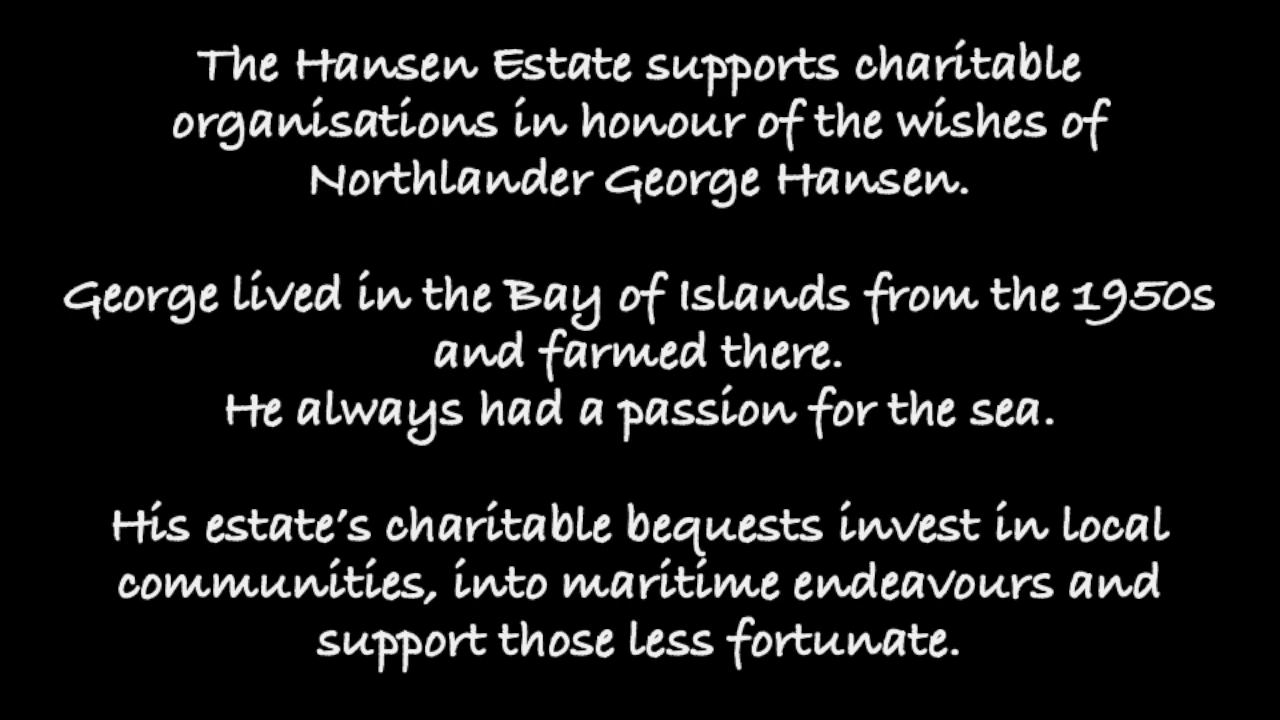 The Hansen Estate supports charitable
organisations in honour of the wishes of
Northlander George Hansen.
George lived in the Bay of Islands from the 1950s
and farmed there.
He always had a passion for the sea.
His estate's charitable bequests invest in local
communities, into maritime endeavours and
support those less fortunate.